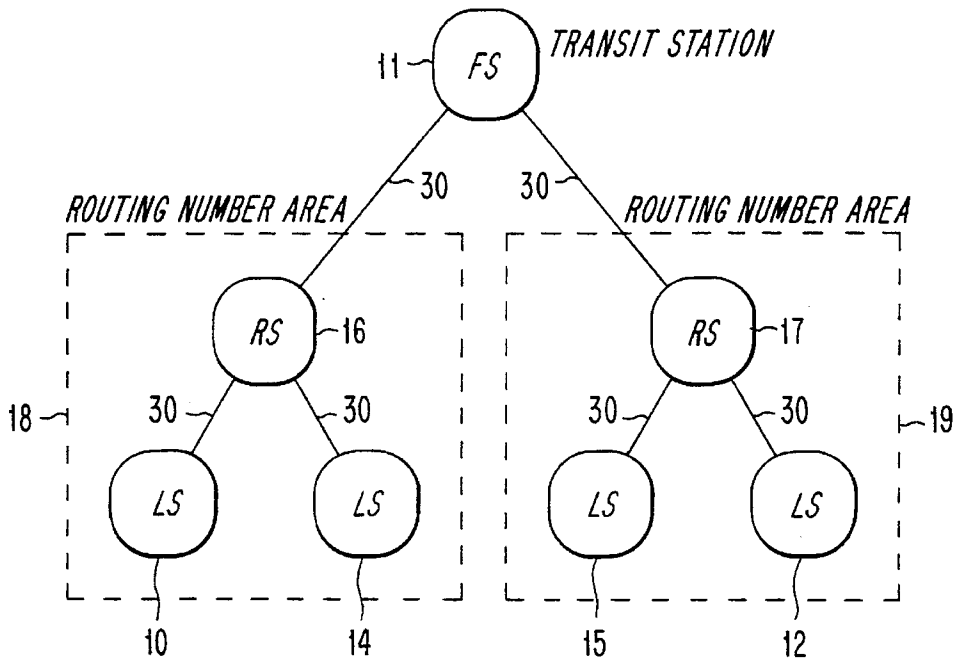 TRANSIT STATION
11
FS
30
30
ROUTING NUMBER AREA
ROUTING NUMBER AREA
RS
16
RS
17
30
30
30
30
18
19
LS
LS
LS
LS
10
14
15
12